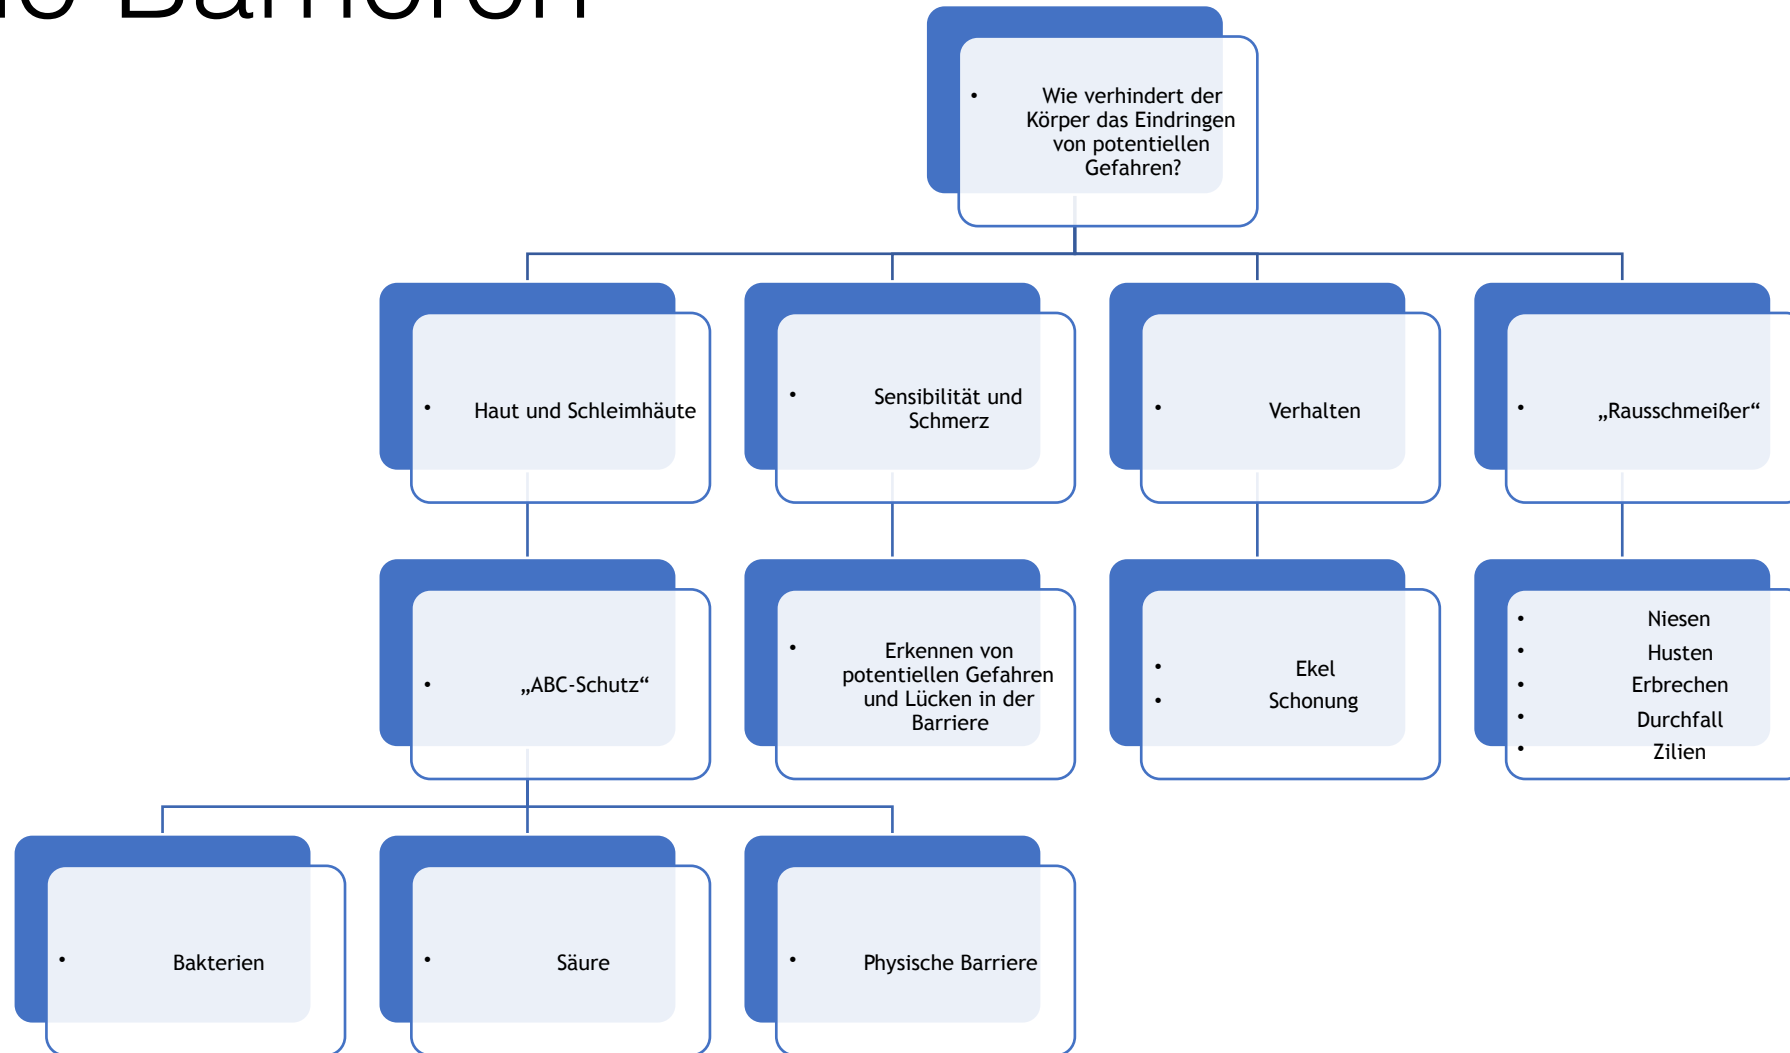 Barrieren
• Wie verhindert der
Körper das Eindringen
von potentiellen
Gefahren?
• Haut und Schleimhäute
• Sensibilität und
Schmerz
• Verhalten
• „Rausschmeißer“
• „ABC-Schutz“
• Erkennen von
potentiellen Gefahren
und Lücken in der
Barriere
• Ekel
• Schonung
• Niesen
• Husten
• Erbrechen
• Durchfall
• Zilien
• Bakterien
• Säure
• Physische Barriere